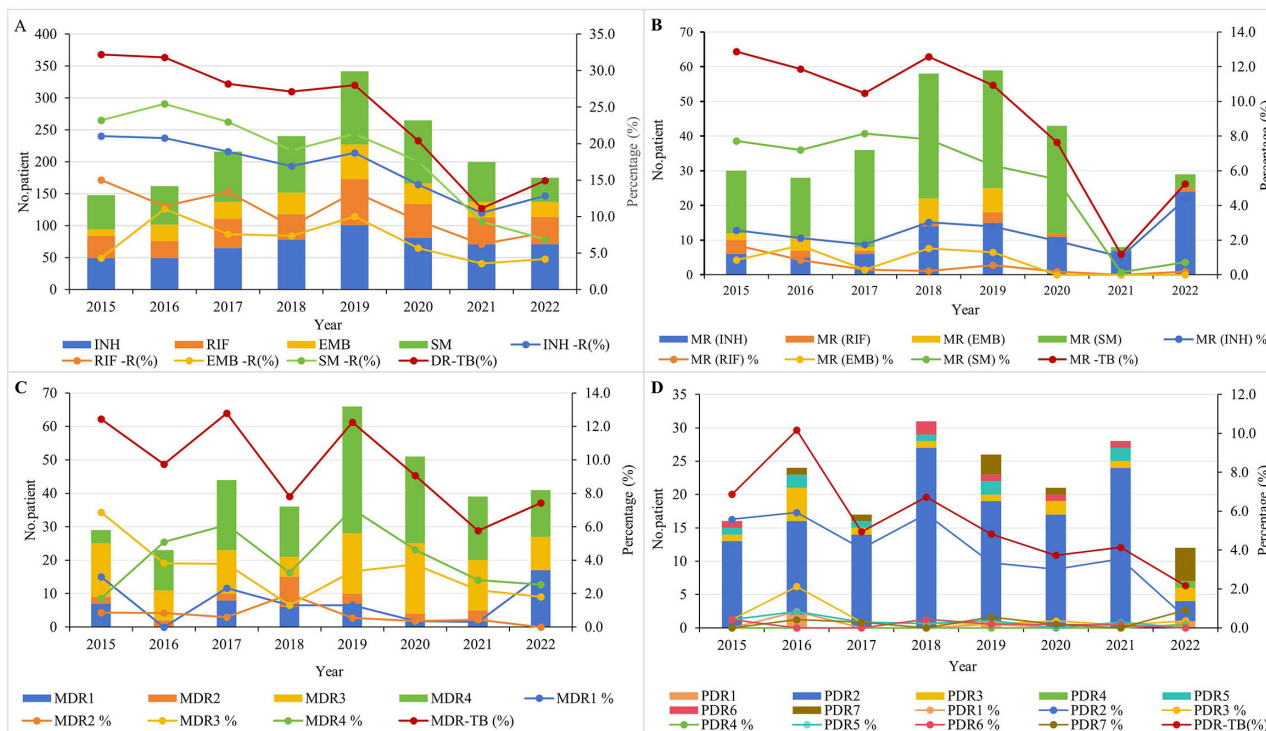 A
400
350
300
250
200
150
100
50
0
No.patient
35.0
30.0
25.0
20.0
15.0
10.0
5.0
0.0
Percentage (%)
2015 2016 2017 2018 2019 2020 2021 2022
Year
INH RIF EMB SM INH -R(%)
RIF -R(%) EMB -R(%) SM -R(%) DR-TB(%)
B
70
60
50
40
30
20
10
0
No.patient
14.0
12.0
10.0
8.0
6.0
4.0
2.0
0.0
Percentage (%)
2015 2016 2017 2018 2019 2020 2021 2022
Year
MR (INH) MR (RIF) MR (EMB) MR (SM) MR (INH) %
MR (RIF) % MR (EMB) % MR (SM) % MR -TB (%)
C
70
60
50
40
30
20
10
0
No.patient
14.0
12.0
10.0
8.0
6.0
4.0
2.0
0.0
Percentage (%)
2015 2016 2017 2018 2019 2020 2021 2022
Year
MDR1 MDR2 MDR3 MDR4 MDR1 %
MDR2 % MDR3 % MDR4 % MDR-TB (%)
D
35
30
25
20
15
10
5
0
No.patient
12.0
10.0
8.0
6.0
4.0
2.0
0.0
Percentage (%)
2015 2016 2017 2018 2019 2020 2021 2022
Year
PDR1 PDR2 PDR3 PDR4 PDR5
PDR6 PDR7 PDR1 % PDR2 % PDR3 %
PDR4 % PDR5 % PDR6 % PDR7 % PDR-TB(%)